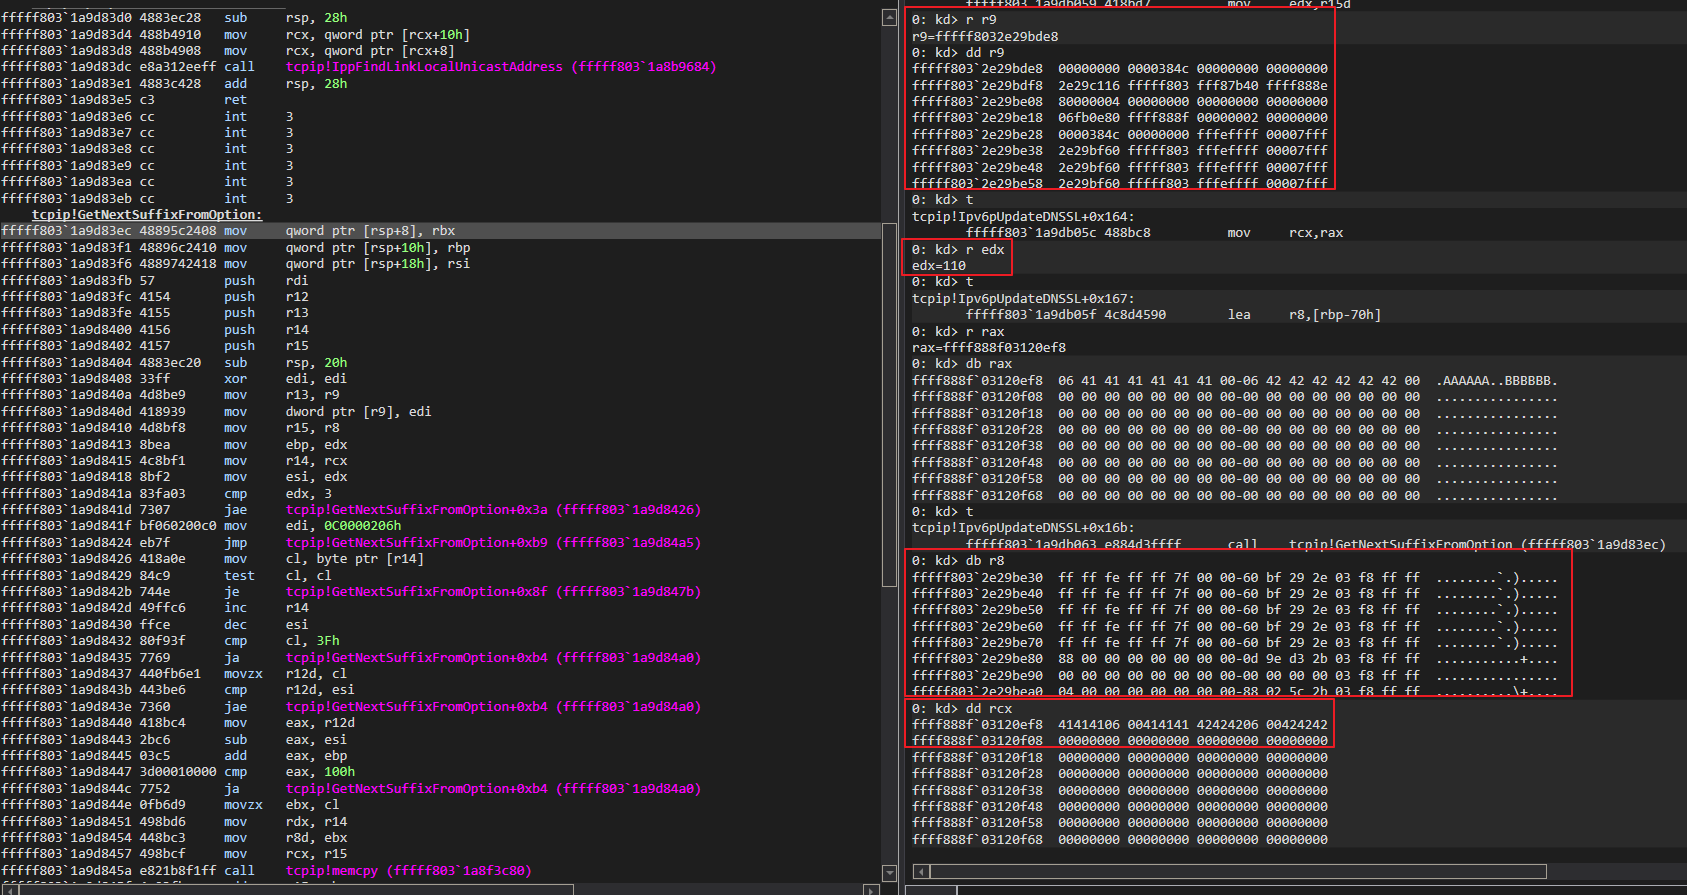 fffff803`1a9d83d0 4883ec28 sub rsp, 28h
fffff803`1a9d83d4 488b4910 mov rcx, qword ptr [rcx+10h]
fffff803`1a9d83d8 488b4908 mov rcx, qword ptr [rcx+8]
fffff803`1a9d83dc e8a312eeff call tcpip!IppFindLinkLocalUnicastAddress (fffff803`1a8b9684)
fffff803`1a9d83e1 4883c428 add rsp, 28h
fffff803`1a9d83e5 c3 ret
fffff803`1a9d83e6 cc int 3
fffff803`1a9d83e7 cc int 3
fffff803`1a9d83e8 cc int 3
fffff803`1a9d83e9 cc int 3
fffff803`1a9d83ea cc int 3
fffff803`1a9d83eb cc int 3
tcpip!GetNextSuffixFromOption:
fffff803`1a9d83ec 48895c2408 mov qword ptr [rsp+8], rbx
fffff803`1a9d83f1 48896c2410 mov qword ptr [rsp+10h], rbp
fffff803`1a9d83f6 4889742418 mov qword ptr [rsp+18h], rsi
fffff803`1a9d83fb 57 push rdi
fffff803`1a9d83fc 4154 push r12
fffff803`1a9d83fe 4155 push r13
fffff803`1a9d8400 4156 push r14
fffff803`1a9d8402 4157 push r15
fffff803`1a9d8404 4883ec20 sub rsp, 20h
fffff803`1a9d8408 33ff xor edi, edi
fffff803`1a9d840a 4d8be9 mov r13, r9
fffff803`1a9d840d 418939 mov dword ptr [r9], edi
fffff803`1a9d8410 4d8bf8 mov r15, r8
fffff803`1a9d8413 8bea mov ebp, edx
fffff803`1a9d8415 4c8bf1 mov r14, rcx
fffff803`1a9d8418 8bf2 mov esi, edx
fffff803`1a9d841a 83fa03 cmp edx, 3
fffff803`1a9d841d 7307 jae tcpip!GetNextSuffixFromOption+0x3a (fffff803`1a9d8426)
fffff803`1a9d841f bf060200c0 mov edi, 0C0000206h
fffff803`1a9d8424 eb7f jmp tcpip!GetNextSuffixFromOption+0xb9 (fffff803`1a9d84a5)
fffff803`1a9d8426 418a0e mov cl, byte ptr [r14]
fffff803`1a9d8429 84c9 test cl, cl
fffff803`1a9d842b 744e je tcpip!GetNextSuffixFromOption+0x8f (fffff803`1a9d847b)
fffff803`1a9d842d 49ffc6 inc r14
fffff803`1a9d8430 ffce dec esi
fffff803`1a9d8432 80f93f cmp cl, 3Fh
fffff803`1a9d8435 7769 ja tcpip!GetNextSuffixFromOption+0xb4 (fffff803`1a9d84a0)
fffff803`1a9d8437 440fb6e1 movzx r12d, cl
fffff803`1a9d843b 443be6 cmp r12d, esi
fffff803`1a9d843e 7360 jae tcpip!GetNextSuffixFromOption+0xb4 (fffff803`1a9d84a0)
fffff803`1a9d8440 418bc4 mov eax, r12d
fffff803`1a9d8443 2bc6 sub eax, esi
fffff803`1a9d8445 03c5 add eax, ebp
fffff803`1a9d8447 3d00010000 cmp eax, 100h
fffff803`1a9d844c 7752 ja tcpip!GetNextSuffixFromOption+0xb4 (fffff803`1a9d84a0)
fffff803`1a9d844e 0fb6d9 movzx ebx, cl
fffff803`1a9d8451 498bd6 mov rdx, r14
fffff803`1a9d8454 448bc3 mov r8d, ebx
fffff803`1a9d8457 498bcf mov rcx, r15
fffff803`1a9d845a e821b8f1ff call tcpip!memcpy (fffff803`1a8f3c80)
fffff803`1a9db059 418bd7 mov edx,r15d
0: kd> r r9
r9=fffff8032e29bde8
0: kd> dd r9
fffff803`2e29bde8 00000000 0000384c 00000000 00000000
fffff803`2e29bdf8 2e29c116 fffff803 fff87b40 ffff888e
fffff803`2e29be08 80000004 00000000 00000000 00000000
fffff803`2e29be18 06fb0e80 ffff888f 00000002 00000000
fffff803`2e29be28 0000384c 00000000 fffeffff 00007fff
fffff803`2e29be38 2e29bf60 fffff803 fffeffff 00007fff
fffff803`2e29be48 2e29bf60 fffff803 fffeffff 00007fff
fffff803`2e29be58 2e29bf60 fffff803 fffeffff 00007fff
0: kd> t
tcpip!Ipv6pUpdateDNSSL+0x164:
fffff803`1a9db05c 488bc8 mov rcx,rax
0: kd> r edx
edx=110
0: kd> t
tcpip!Ipv6pUpdateDNSSL+0x167:
fffff803`1a9db05f 4c8d4590 lea r8,[rbp-70h]
0: kd> r rax
rax=ffff888f03120ef8
0: kd> db rax
ffff888f`03120ef8 06 41 41 41 41 41 41 00-06 42 42 42 42 42 42 00 .AAAAAA..BBBBBB.
ffff888f`03120f08 00 00 00 00 00 00 00 00-00 00 00 00 00 00 00 00 ................
ffff888f`03120f18 00 00 00 00 00 00 00 00-00 00 00 00 00 00 00 00 ................
ffff888f`03120f28 00 00 00 00 00 00 00 00-00 00 00 00 00 00 00 00 ................
ffff888f`03120f38 00 00 00 00 00 00 00 00-00 00 00 00 00 00 00 00 ................
ffff888f`03120f48 00 00 00 00 00 00 00 00-00 00 00 00 00 00 00 00 ................
ffff888f`03120f58 00 00 00 00 00 00 00 00-00 00 00 00 00 00 00 00 ................
ffff888f`03120f68 00 00 00 00 00 00 00 00-00 00 00 00 00 00 00 00 ................
0: kd> t
tcpip!Ipv6pUpdateDNSSL+0x16b:
fffff803`1a9db063 e884d3ffff call tcpip!GetNextSuffixFromOption (fffff803`1a9d83ec)
0: kd> db r8
fffff803`2e29be30 ff ff fe ff ff 7f 00 00-60 bf 29 2e 03 f8 ff ff ........`.).....
fffff803`2e29be40 ff ff fe ff ff 7f 00 00-60 bf 29 2e 03 f8 ff ff ........`.).....
fffff803`2e29be50 ff ff fe ff ff 7f 00 00-60 bf 29 2e 03 f8 ff ff ........`.).....
fffff803`2e29be60 ff ff fe ff ff 7f 00 00-60 bf 29 2e 03 f8 ff ff ........`.).....
fffff803`2e29be70 ff ff fe ff ff 7f 00 00-60 bf 29 2e 03 f8 ff ff ........`.).....
fffff803`2e29be80 88 00 00 00 00 00 00 00-0d 9e d3 2b 03 f8 ff ff ...........+....
fffff803`2e29be90 00 00 00 00 00 00 00 00-00 00 00 00 03 f8 ff ff ................
fffff803`2e29bea0 04 00 00 00 00 00 00 00-88 02 5c 2b 03 f8 ff ff ..........\+....
0: kd> dd rcx
ffff888f`03120ef8 41414106 00414141 42424206 00424242
ffff888f`03120f08 00000000 00000000 00000000 00000000
ffff888f`03120f18 00000000 00000000 00000000 00000000
ffff888f`03120f28 00000000 00000000 00000000 00000000
ffff888f`03120f38 00000000 00000000 00000000 00000000
ffff888f`03120f48 00000000 00000000 00000000 00000000
ffff888f`03120f58 00000000 00000000 00000000 00000000
ffff888f`03120f68 00000000 00000000 00000000 00000000